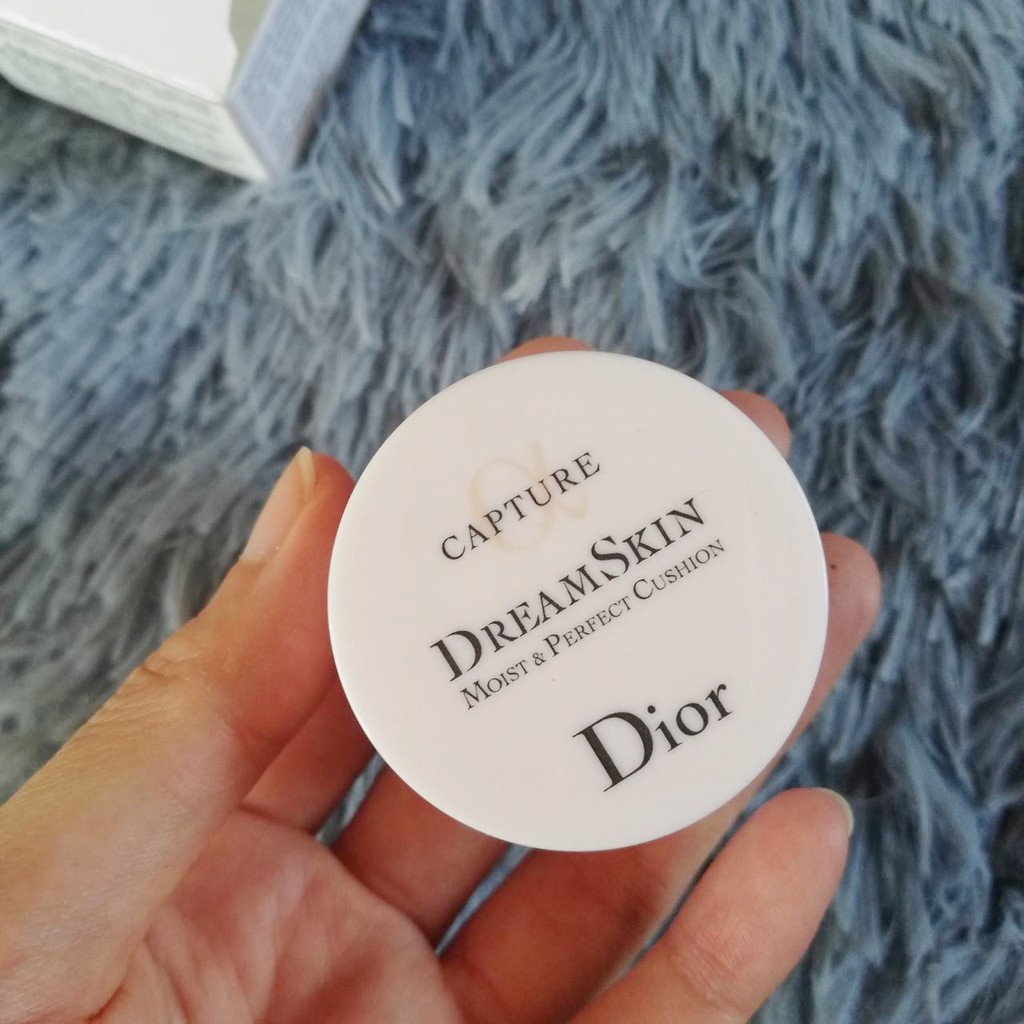 CAPTURE
DREAMSKIN
MOIST & PERFECT CUSHION
Dior